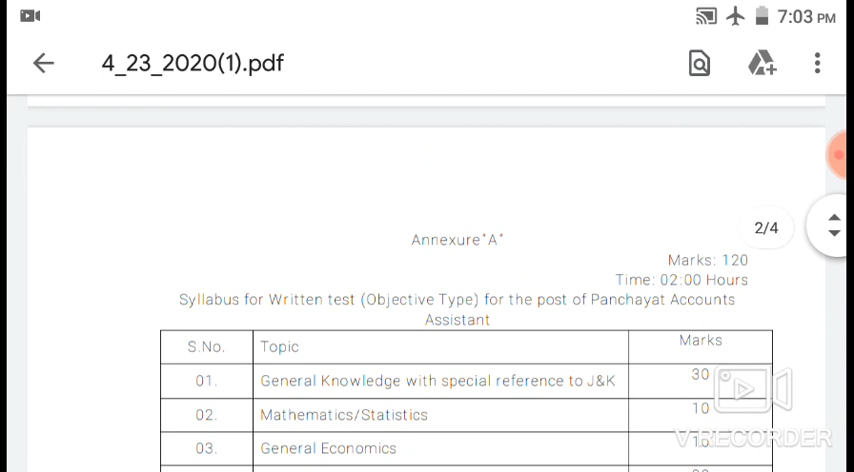 7:03 PM
4_23_2020(1).pdf
Annexure"A"
2/4
Marks: 120
Time: 02:00 Hours
Syllabus for Written test (Objective Type) for the post of Panchayat Accounts
Assistant
S.No. Topic Marks
01. General Knowledge with special reference to J&K 30
02. Mathematics/Statistics 10
03. General Economics 10
V RECORDER